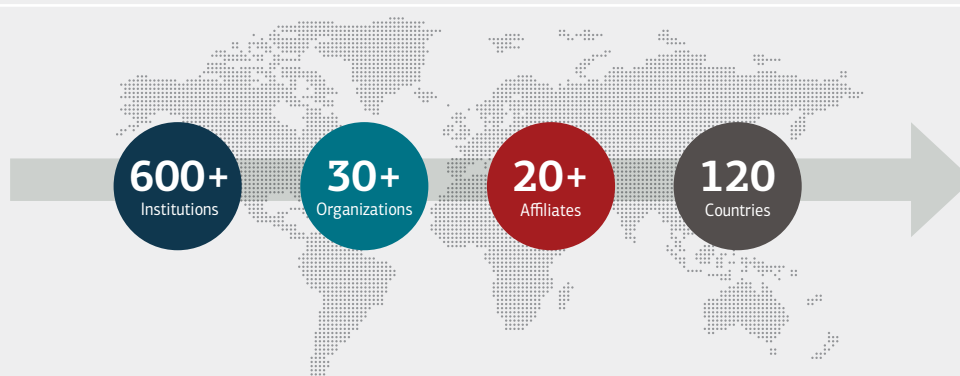 600+
Institutions
30+
Organizations
20+
Affiliates
120
Countries